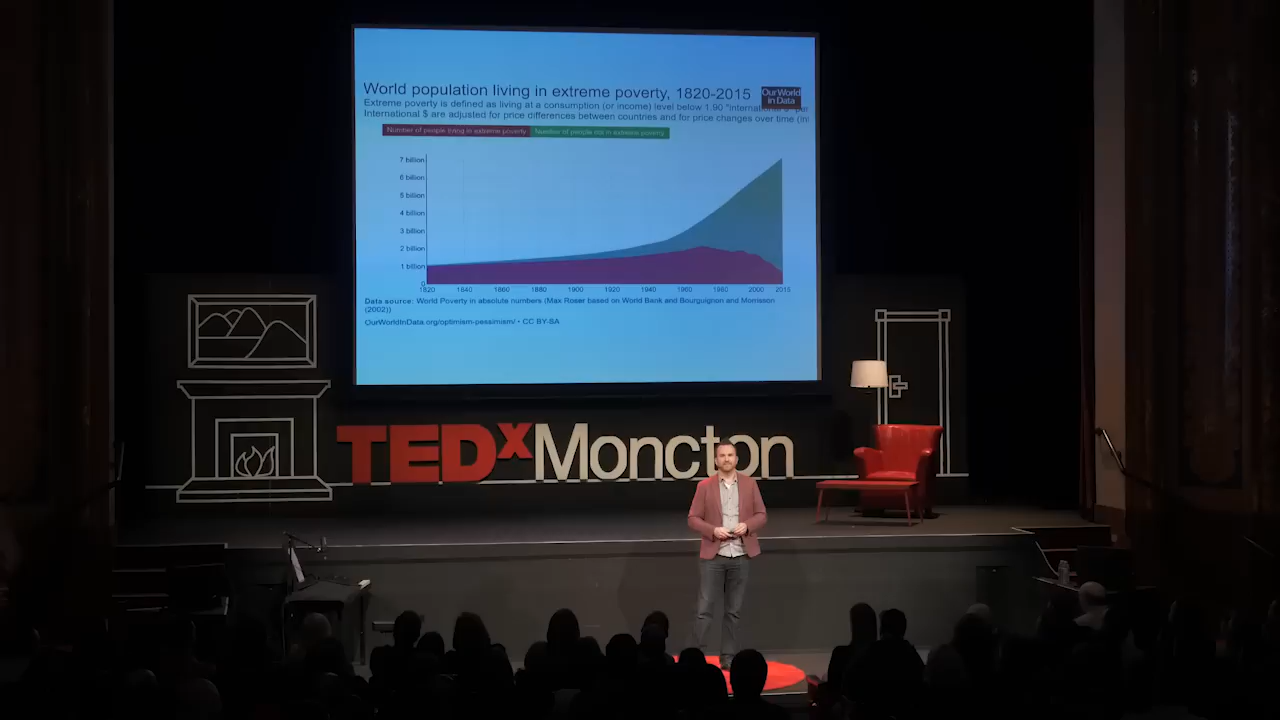 World population living in extreme poverty, 1820-2015
Our World
in Data
Extreme poverty is defined as living at a consumption (or income) level below 1.90 "international $" per
International $ are adjusted for price differences between countries and for price changes over time (in
Number of people living in extreme poverty
Number of people not in extreme poverty
7 billion
6 billion
5 billion
4 billion
3 billion
2 billion
1 billion
0
1820 1840 1860 1880 1900 1920 1940 1960 1980 2000 2015
Data source: World Poverty in absolute numbers (Max Roser based on World Bank and Bourguignon and Morrisson
(2002))
OurWorldInData.org/optimism-pessimism/ • CC BY-SA
TEDxMoncton